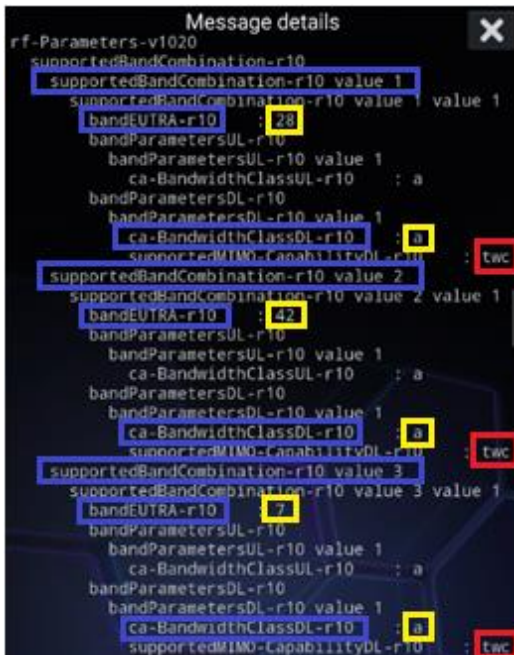 Message details
rf-Parameters-v1020
supportedBandCombination-r10
supportedBandCombination-r10 value 1
supportedBandCombination-r10 value 1 value 1
bandEUTRA-r10 : 28
bandParametersUL-r10
bandParametersUL-r10 value 1
ca-BandwidthClassUL-r10 : a
bandParametersDL-r10
bandParametersDL-r10 value 1
ca-BandwidthClassDL-r10 : a
supportedMIMO-CapabilityDL-r10 : twc
supportedBandCombination-r10 value 2
supportedBandCombination-r10 value 2 value 1
bandEUTRA-r10 : 42
bandParametersUL-r10
bandParametersUL-r10 value 1
ca-BandwidthClassUL-r10 : a
bandParametersDL-r10
bandParametersDL-r10 value 1
ca-BandwidthClassDL-r10 : a
supportedMIMO-CapabilityDL-r10 : twc
supportedBandCombination-r10 value 3
supportedBandCombination-r10 value 3 value 1
bandEUTRA-r10 : 7
bandParametersUL-r10
bandParametersUL-r10 value 1
ca-BandwidthClassUL-r10 : a
bandParametersDL-r10
bandParametersDL-r10 value 1
ca-BandwidthClassDL-r10 : a
supportedMIMO-CapabilityDL-r10 : twc